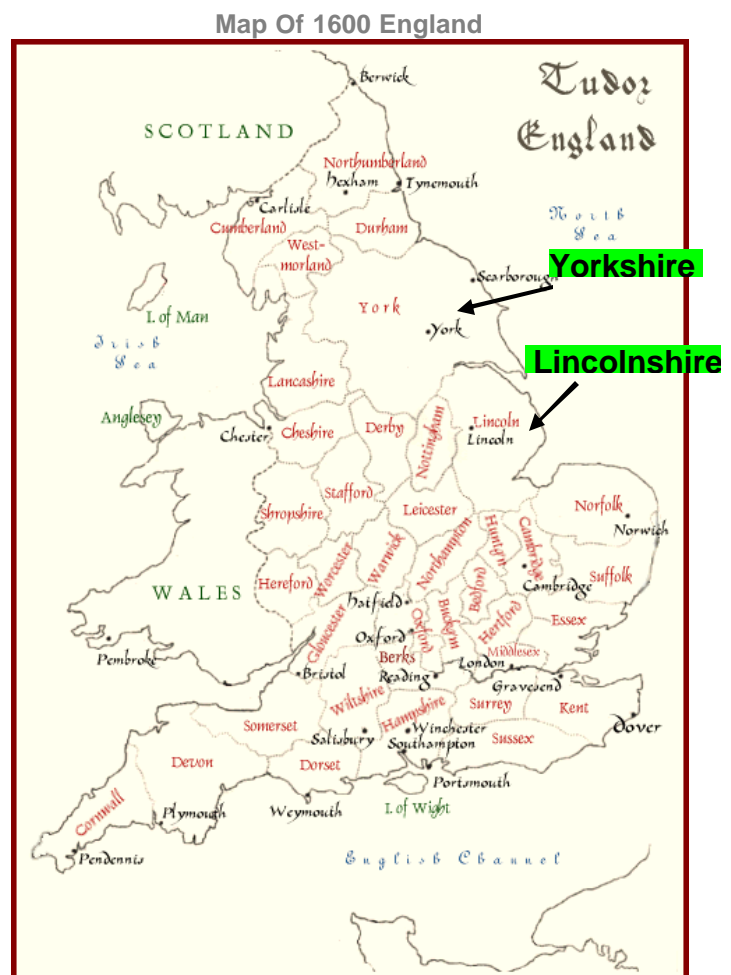 Map Of 1600 England
Tudor
England
Berwick
SCOTLAND
Northumberland
Hexham
Tynemouth
Carlisle
Cumberland
Durham
North
Sea
West-
morland
Scarborough
Yorkshire
York
York
I. of Man
Irish
Sea
Lincolnshire
Lancashire
Anglesey
Chester
Cheshire
Derby
Nottingham
Lincoln
Lincoln
Stafford
Shropshire
Leicester
Norfolk
Norwich
Northampton
Huntgn
Cambridge
Cambridge
Suffolk
Worcester
Warwick
Hereford
WALES
Hatfield
Gloucester
Oxford
Oxford
Buckgm
Bedford
Hertford
Essex
Middlesex
Pembroke
Bristol
Berks
Reading
London
Gravesend
Wiltshire
Hampshire
Surrey
Kent
Somerset
Salisbury
Winchester
Southampton
Sussex
Dover
Devon
Dorset
Portsmouth
Cornwall
Plymouth
Weymouth
I. of Wight
Pendennis
English Channel